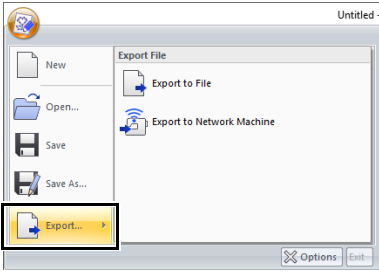 Untitled -
New
Open...
Save
Save As...
Export...
Export File
Export to File
Export to Network Machine
Options
Exit